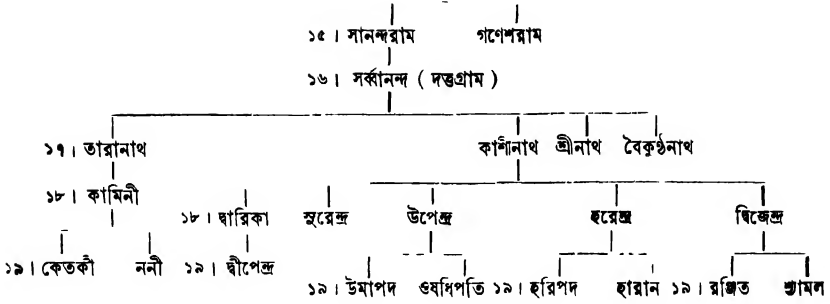 ১৫। সানন্দরাম গণেশরাম
১৬। সর্ব্বানন্দ ( দত্তগ্রাম )
১৭। তারানাথ কাশীনাথ শ্রীনাথ বৈকুণ্ঠনাথ
১৮। কামিনী
১৮। দ্বারিকা সুরেন্দ্র উপেন্দ্র হরেন্দ্র দ্বিজেন্দ্র
১৯। কেতকী ননী ১৯। দ্বীপেন্দ্র
১৯। উমাপদ ওষধিপতি ১৯। হরিপদ হারান ১৯। রঞ্জিত শ্যামল